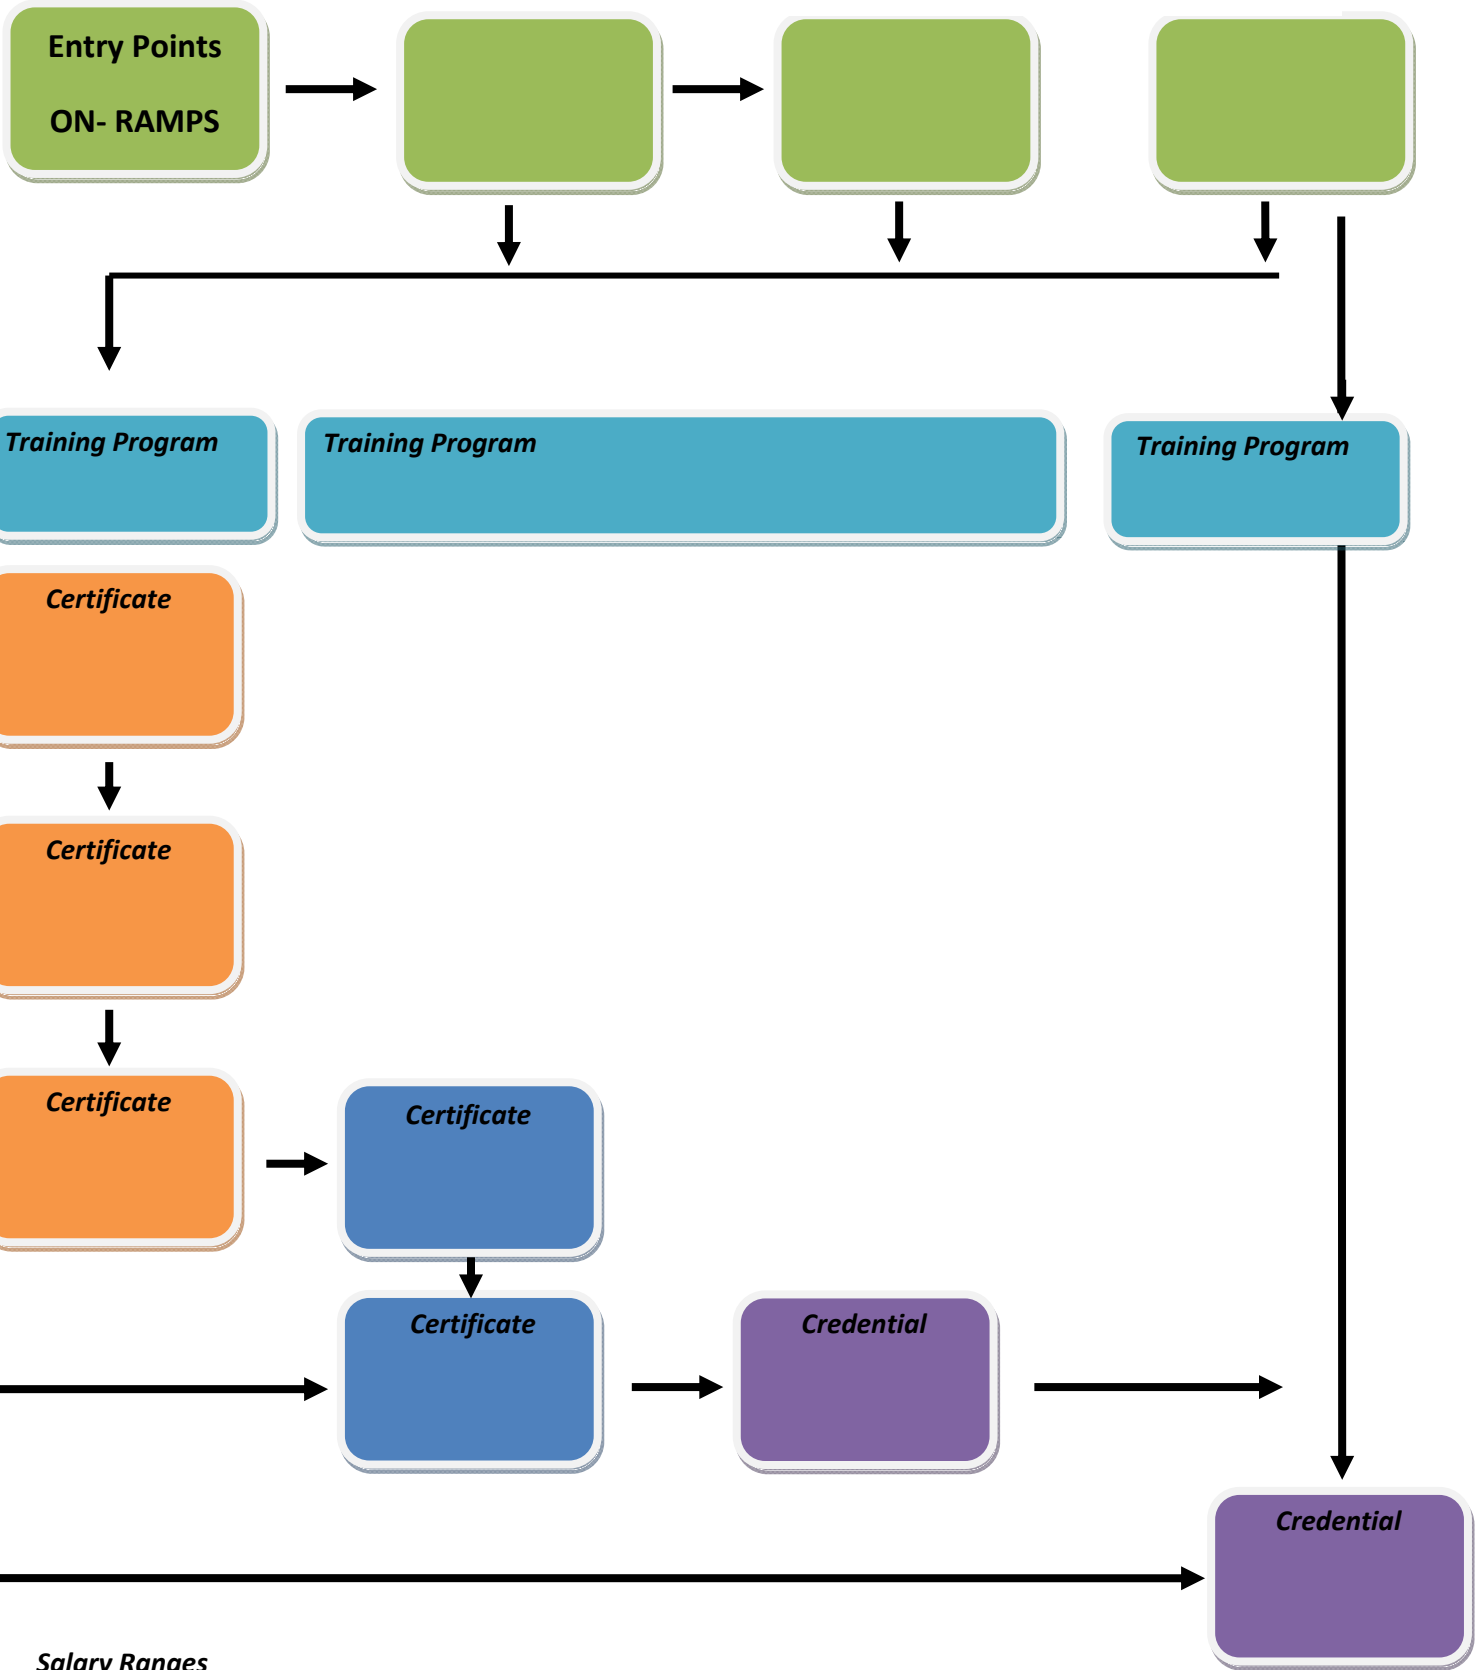 Entry Points
ON- RAMPS
Training Program
Training Program
Training Program
Certificate
Certificate
Certificate
Certificate
Certificate
Credential
Credential
Salary Ranges